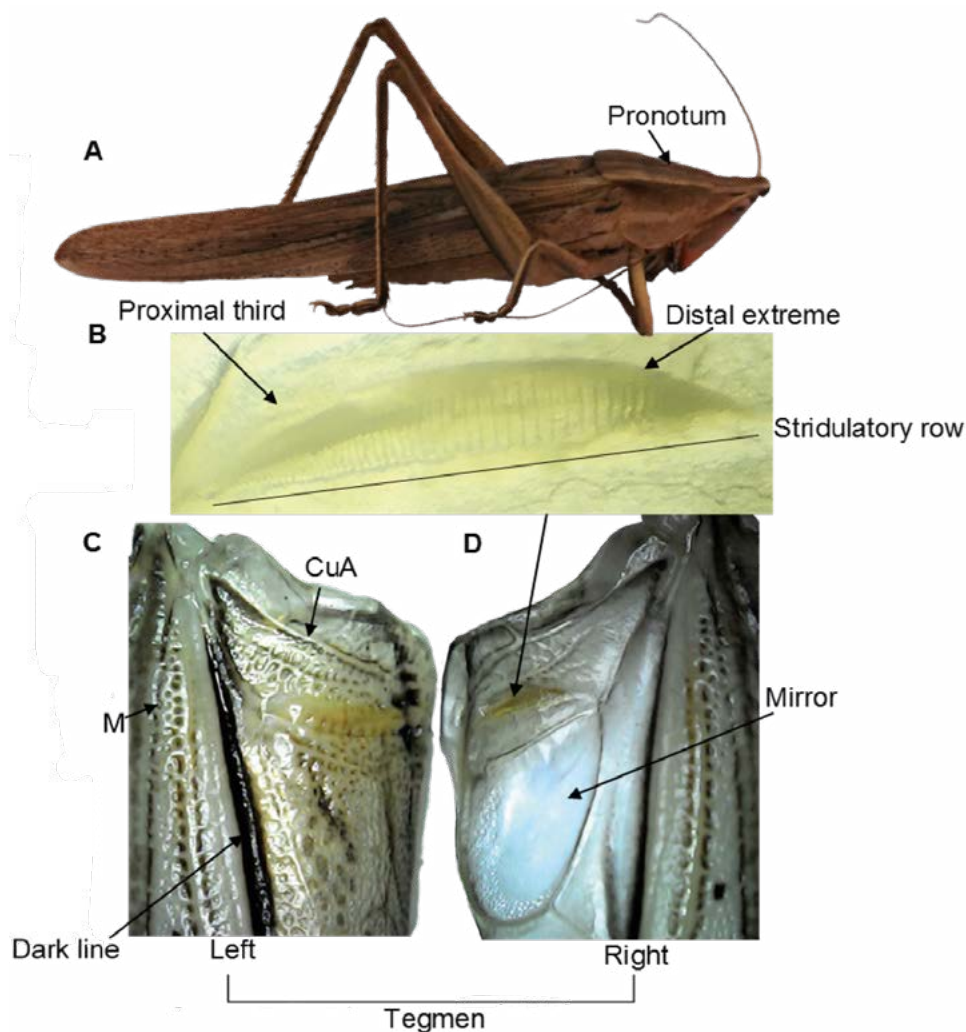 Pronotum
A
Proximal third
Distal extreme
B
Stridulatory row
C
D
CuA
Mirror
M
Dark line
Left
Right
Tegmen